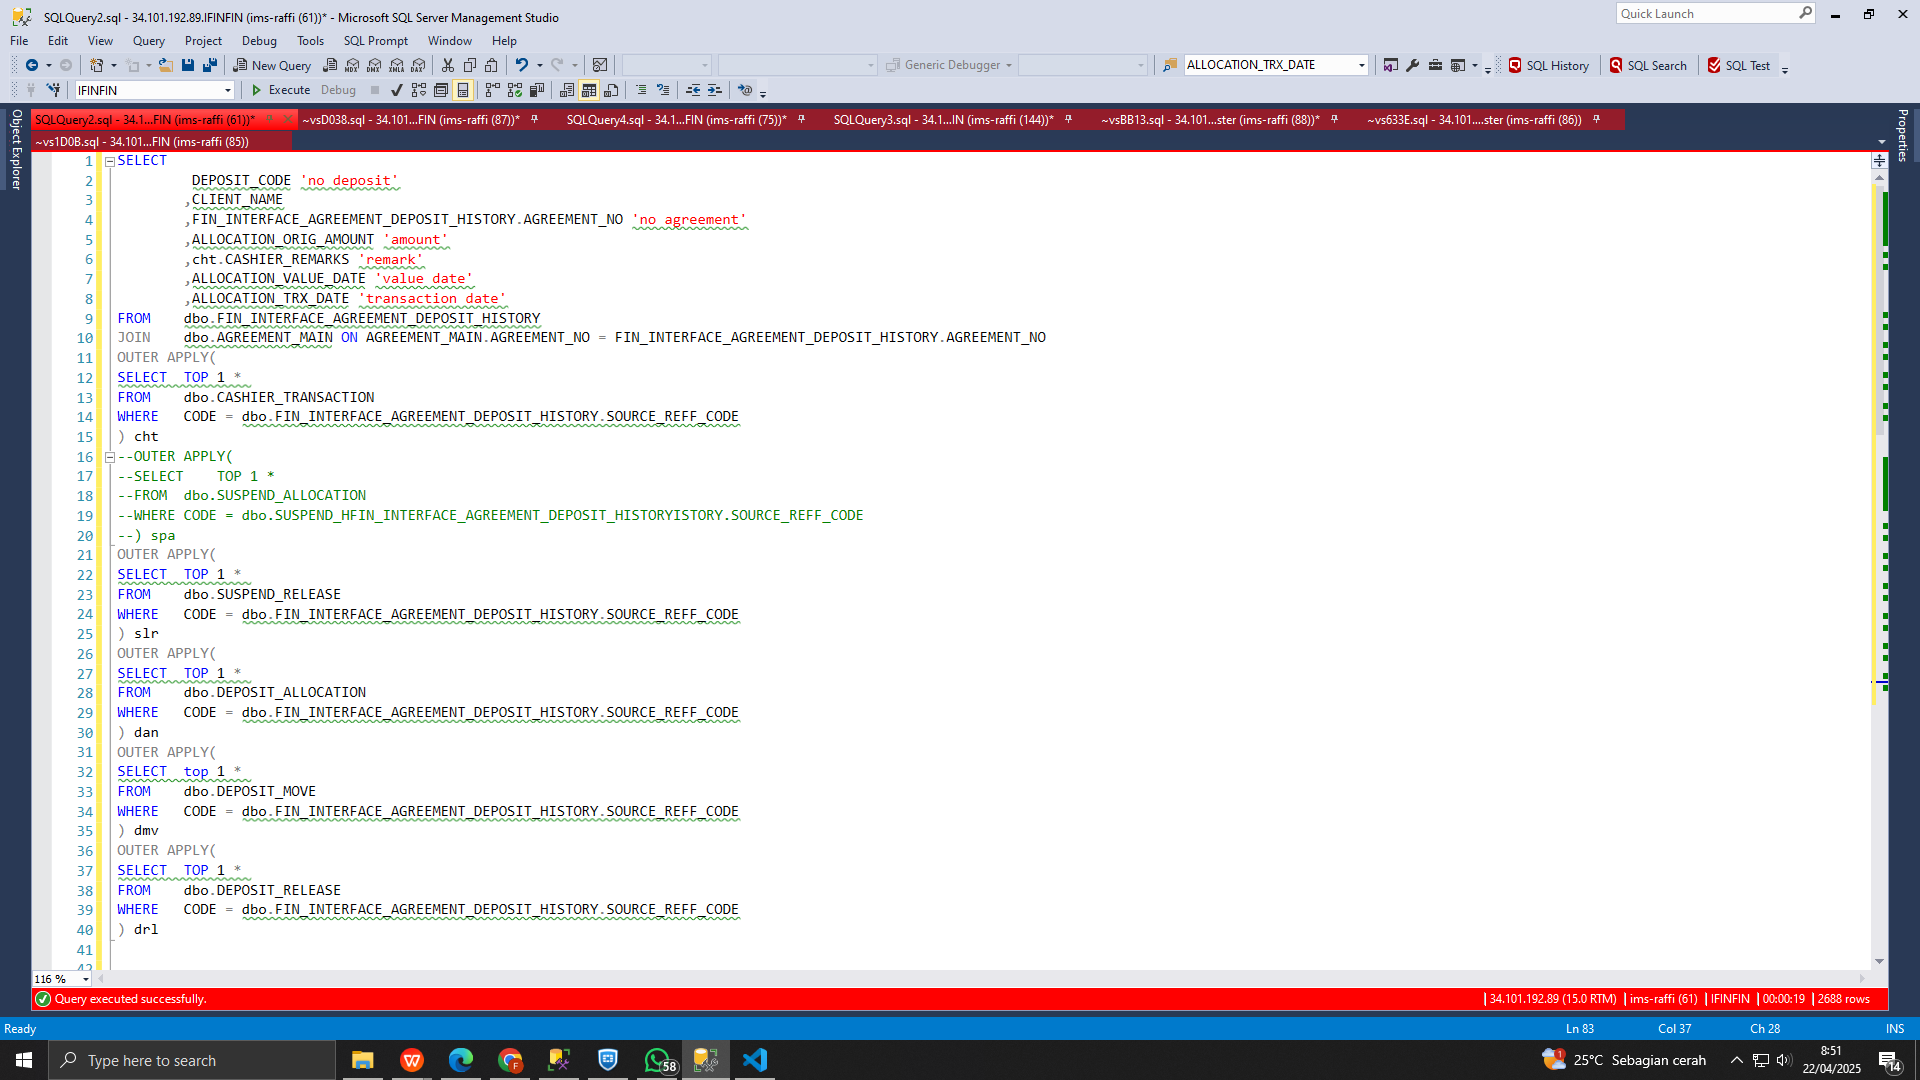 SQLQuery2.sql - 34.101.192.89.IFINFIN (ims-raffi (61))* - Microsoft SQL Server Management Studio
Quick Launch
File Edit View Query Project Debug Tools SQL Prompt Window Help
New Query MDX DMX XMLA DAX Generic Debugger ALLOCATION_TRX_DATE SQL History SQL Search SQL Test
IFINFIN Execute Debug
SQLQuery2.sql - 34.1...FIN (ims-raffi (61))* ~vsD038.sql - 34.101...FIN (ims-raffi (87))* SQLQuery4.sql - 34.1...FIN (ims-raffi (75))* SQLQuery3.sql - 34.1...IN (ims-raffi (144))* ~vsBB13.sql - 34.101...ster (ims-raffi (88))* ~vs633E.sql - 34.101....ster (ims-raffi (86))
~vs1D0B.sql - 34.101...FIN (ims-raffi (85))
Object Explorer
Properties
1 SELECT
2 DEPOSIT_CODE 'no deposit'
3 ,CLIENT_NAME
4 ,FIN_INTERFACE_AGREEMENT_DEPOSIT_HISTORY.AGREEMENT_NO 'no agreement'
5 ,ALLOCATION_ORIG_AMOUNT 'amount'
6 ,cht.CASHIER_REMARKS 'remark'
7 ,ALLOCATION_VALUE_DATE 'value date'
8 ,ALLOCATION_TRX_DATE 'transaction date'
9 FROM dbo.FIN_INTERFACE_AGREEMENT_DEPOSIT_HISTORY
10 JOIN dbo.AGREEMENT_MAIN ON AGREEMENT_MAIN.AGREEMENT_NO = FIN_INTERFACE_AGREEMENT_DEPOSIT_HISTORY.AGREEMENT_NO
11 OUTER APPLY(
12 SELECT TOP 1 *
13 FROM dbo.CASHIER_TRANSACTION
14 WHERE CODE = dbo.FIN_INTERFACE_AGREEMENT_DEPOSIT_HISTORY.SOURCE_REFF_CODE
15 ) cht
16 --OUTER APPLY(
17 --SELECT TOP 1 *
18 --FROM dbo.SUSPEND_ALLOCATION
19 --WHERE CODE = dbo.SUSPEND_HFIN_INTERFACE_AGREEMENT_DEPOSIT_HISTORYISTORY.SOURCE_REFF_CODE
20 --) spa
21 OUTER APPLY(
22 SELECT TOP 1 *
23 FROM dbo.SUSPEND_RELEASE
24 WHERE CODE = dbo.FIN_INTERFACE_AGREEMENT_DEPOSIT_HISTORY.SOURCE_REFF_CODE
25 ) slr
26 OUTER APPLY(
27 SELECT TOP 1 *
28 FROM dbo.DEPOSIT_ALLOCATION
29 WHERE CODE = dbo.FIN_INTERFACE_AGREEMENT_DEPOSIT_HISTORY.SOURCE_REFF_CODE
30 ) dan
31 OUTER APPLY(
32 SELECT top 1 *
33 FROM dbo.DEPOSIT_MOVE
34 WHERE CODE = dbo.FIN_INTERFACE_AGREEMENT_DEPOSIT_HISTORY.SOURCE_REFF_CODE
35 ) dmv
36 OUTER APPLY(
37 SELECT TOP 1 *
38 FROM dbo.DEPOSIT_RELEASE
39 WHERE CODE = dbo.FIN_INTERFACE_AGREEMENT_DEPOSIT_HISTORY.SOURCE_REFF_CODE
40 ) drl
41
42
116 %
Query executed successfully. 34.101.192.89 (15.0 RTM) ims-raffi (61) IFINFIN 00:00:19 2688 rows
Ready Ln 83 Col 37 Ch 28 INS
Type here to search 58 1 25°C Sebagian cerah 8:51
22/04/2025 14